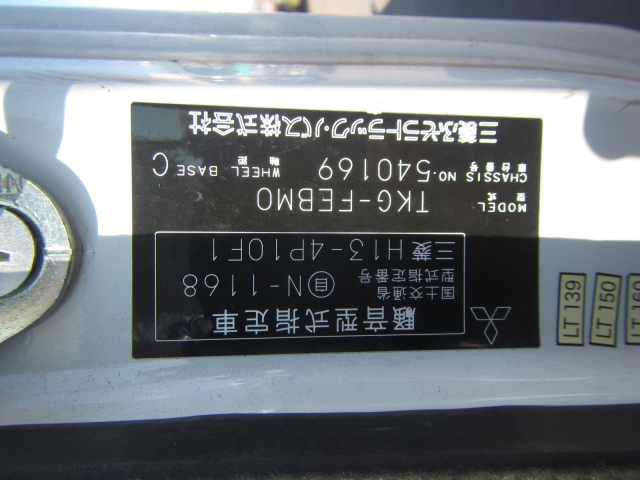 騒音型式指定車
国土交通省
型式指定番号
自 N-1168
三菱 H13-4P10F1
MODEL
型式
TKG-FEBM0
CHASSIS NO.
車台番号
540169
WHEEL BASE
軸距
C
三菱ふそうトラック・バス株式会社
LT 139
LT 150